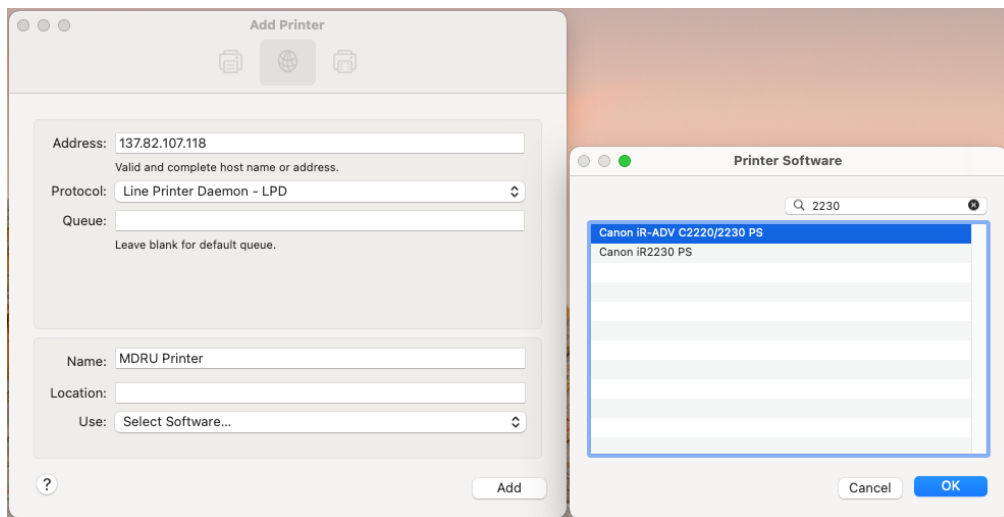 Add Printer
Address: 137.82.107.118
Valid and complete host name or address.
Protocol: Line Printer Daemon - LPD
Queue:
Leave blank for default queue.
Name: MDRU Printer
Location:
Use: Select Software...
? Add
Printer Software
2230
Canon iR-ADV C2220/2230 PS
Canon iR2230 PS
Cancel OK